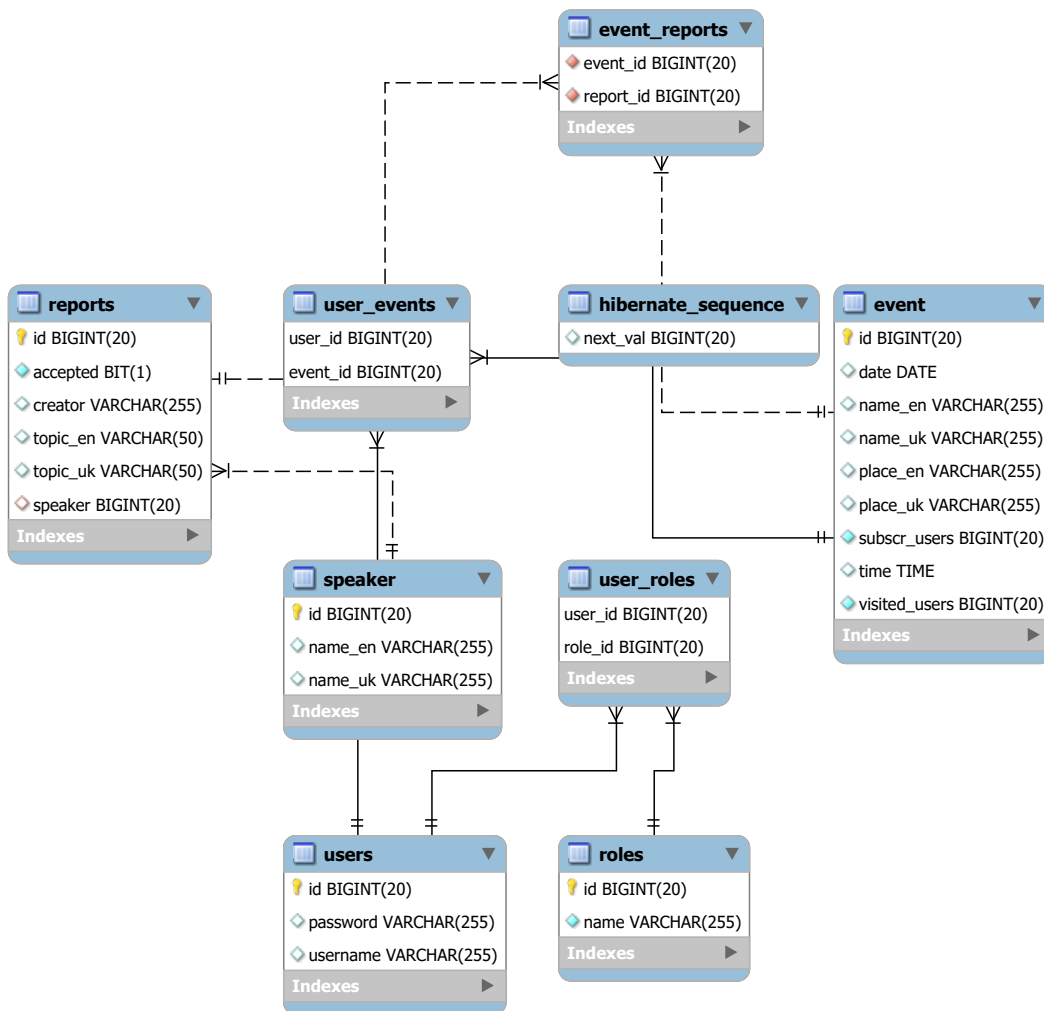 event_reports
event_id BIGINT(20)
report_id BIGINT(20)
Indexes
reports
id BIGINT(20)
accepted BIT(1)
creator VARCHAR(255)
topic_en VARCHAR(50)
topic_uk VARCHAR(50)
speaker BIGINT(20)
Indexes
user_events
user_id BIGINT(20)
event_id BIGINT(20)
Indexes
hibernate_sequence
next_val BIGINT(20)
event
id BIGINT(20)
date DATE
name_en VARCHAR(255)
name_uk VARCHAR(255)
place_en VARCHAR(255)
place_uk VARCHAR(255)
subscr_users BIGINT(20)
time TIME
visited_users BIGINT(20)
Indexes
speaker
id BIGINT(20)
name_en VARCHAR(255)
name_uk VARCHAR(255)
Indexes
user_roles
user_id BIGINT(20)
role_id BIGINT(20)
Indexes
users
id BIGINT(20)
password VARCHAR(255)
username VARCHAR(255)
Indexes
roles
id BIGINT(20)
name VARCHAR(255)
Indexes